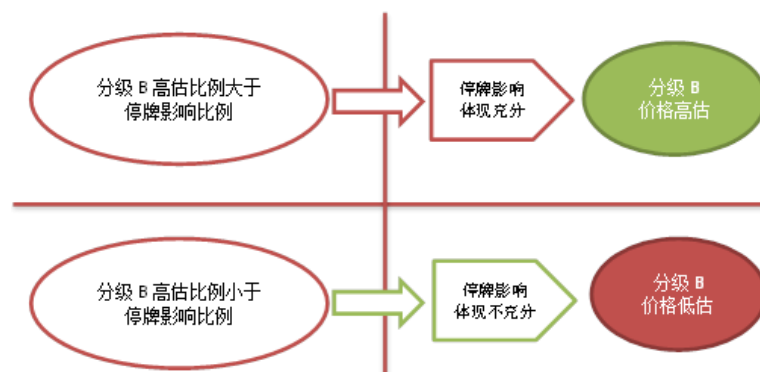 分级 B 高估比例大于
停牌影响比例
停牌影响
体现充分
分级 B
价格高估
分级 B 高估比例小于
停牌影响比例
停牌影响
体现不充分
分级 B
价格低估